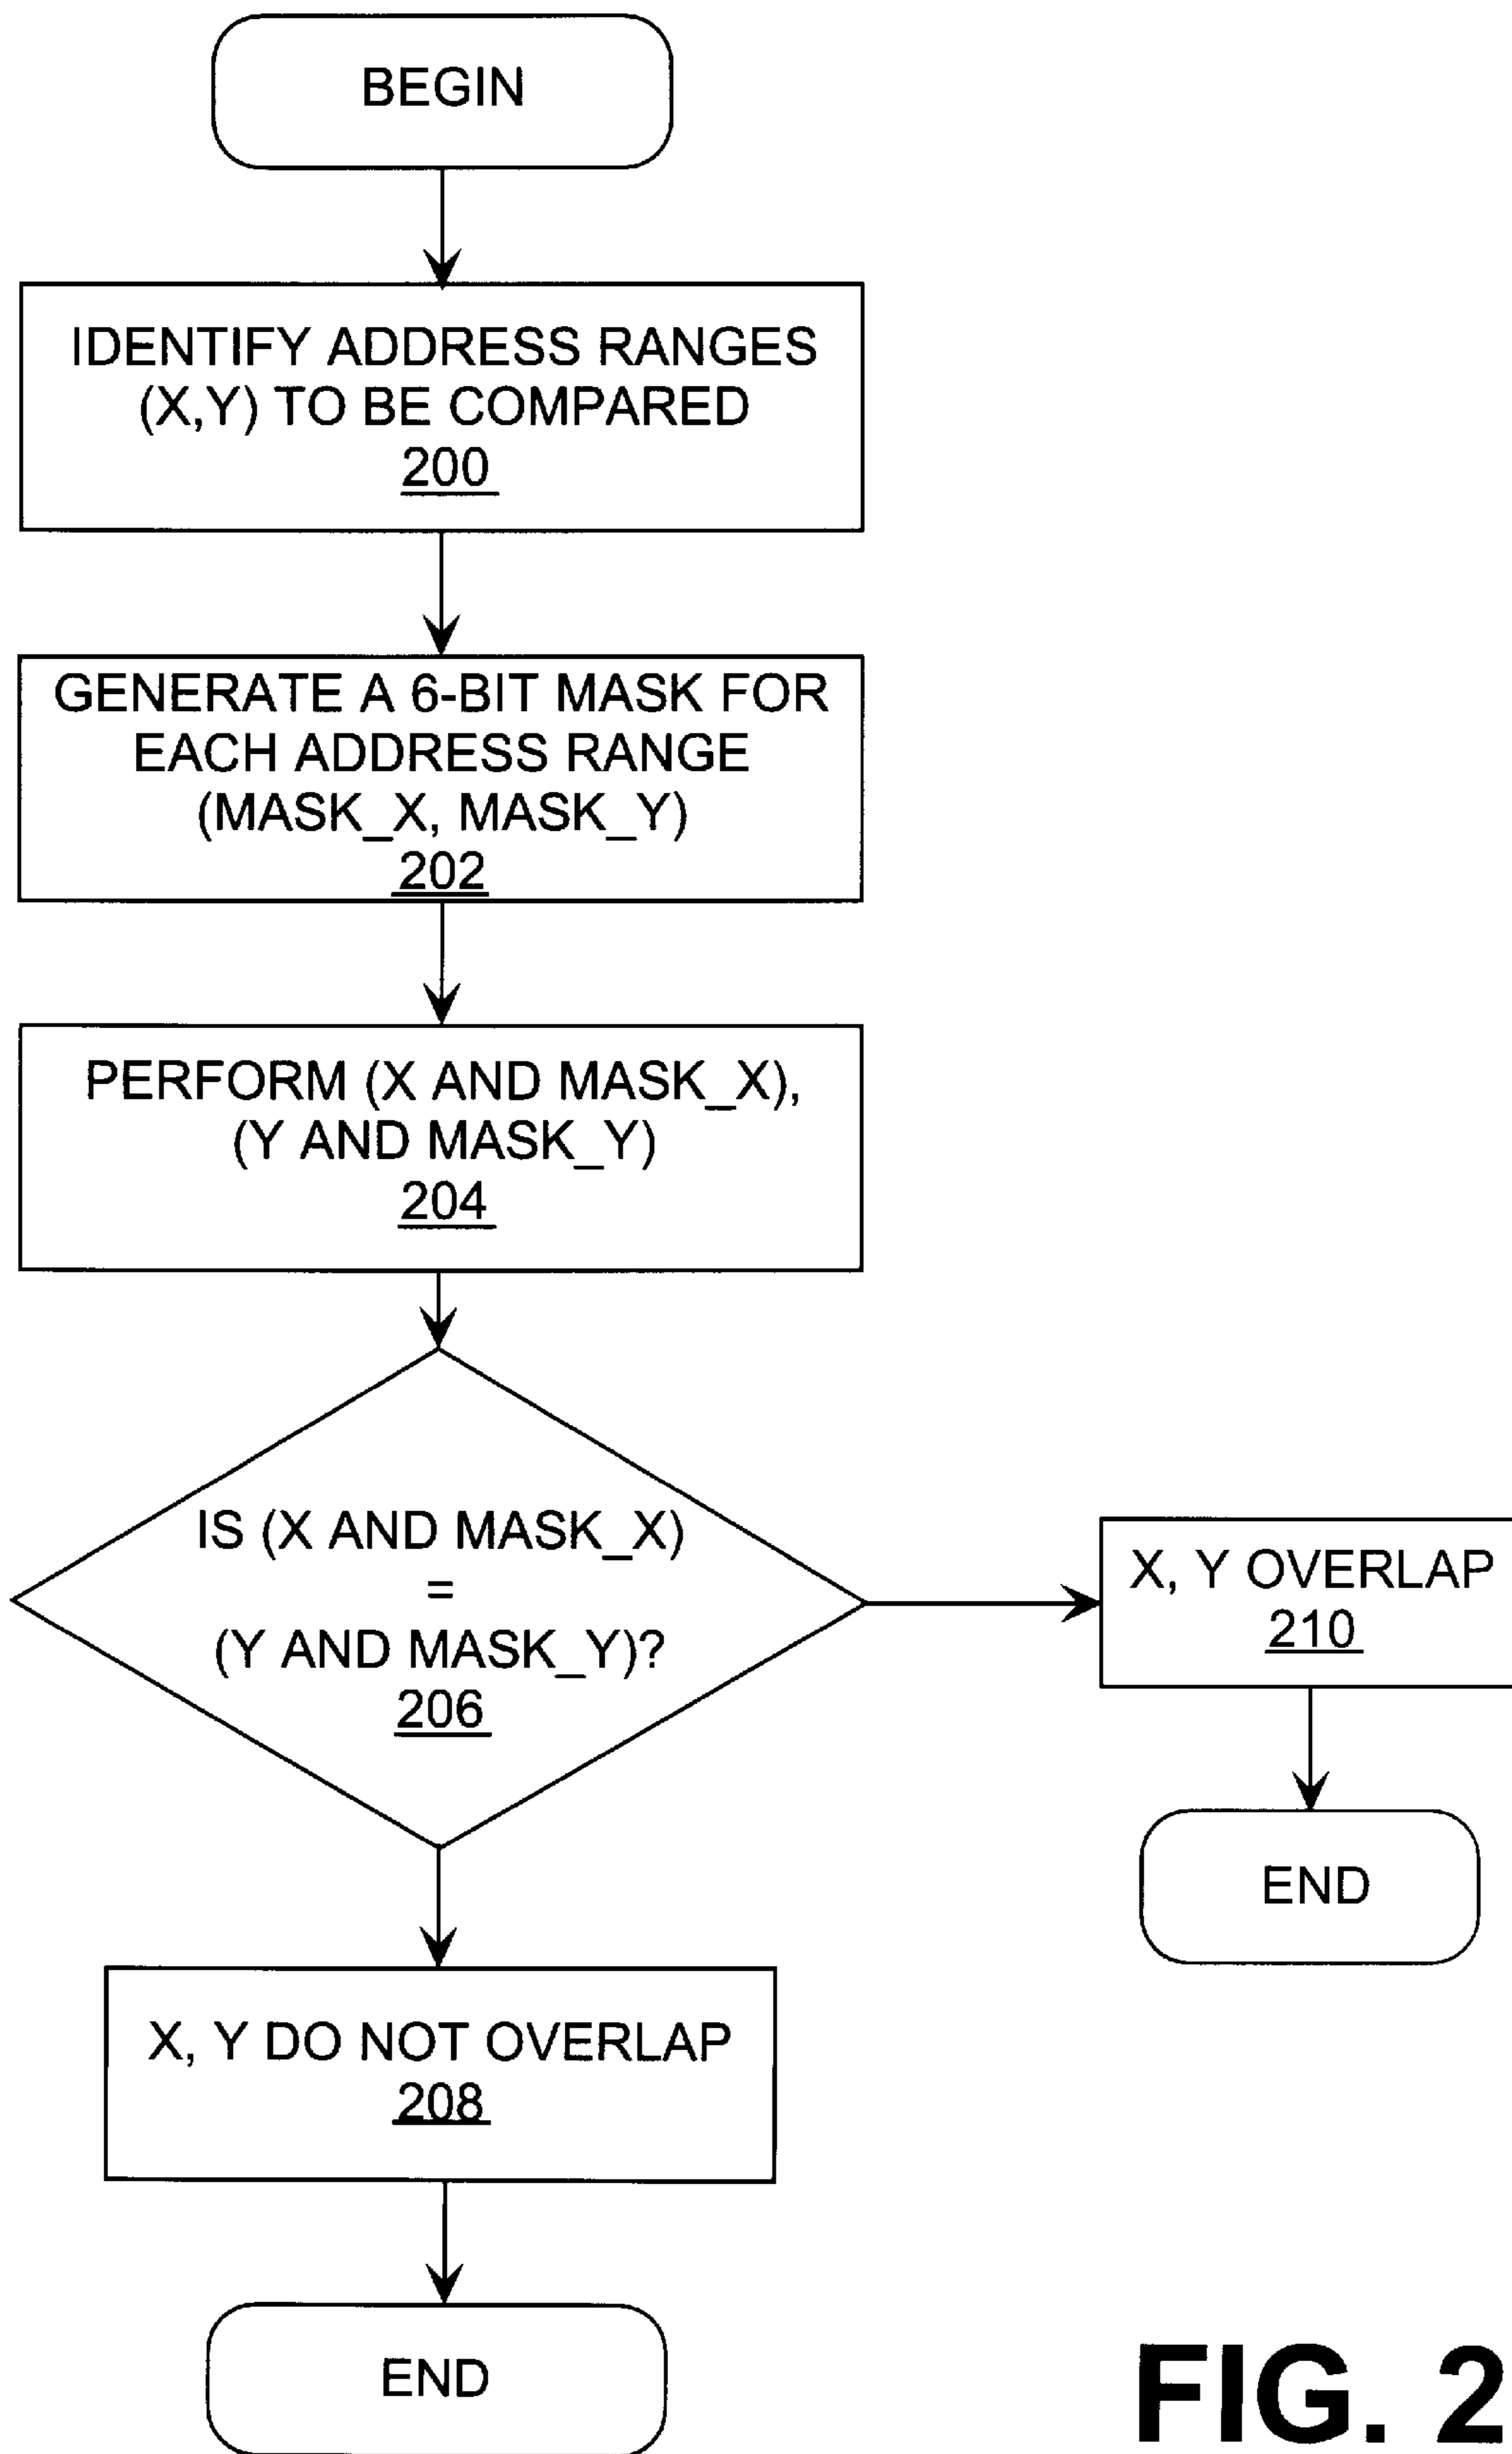 BEGIN
IDENTIFY ADDRESS RANGES
(X,Y) TO BE COMPARED
200
GENERATE A 6-BIT MASK FOR
EACH ADDRESS RANGE
(MASK_X, MASK_Y)
202
PERFORM (X AND MASK_X),
(Y AND MASK_Y)
204
IS (X AND MASK_X)
=
(Y AND MASK_Y)?
206
X, Y OVERLAP
210
END
X, Y DO NOT OVERLAP
208
END
FIG. 2